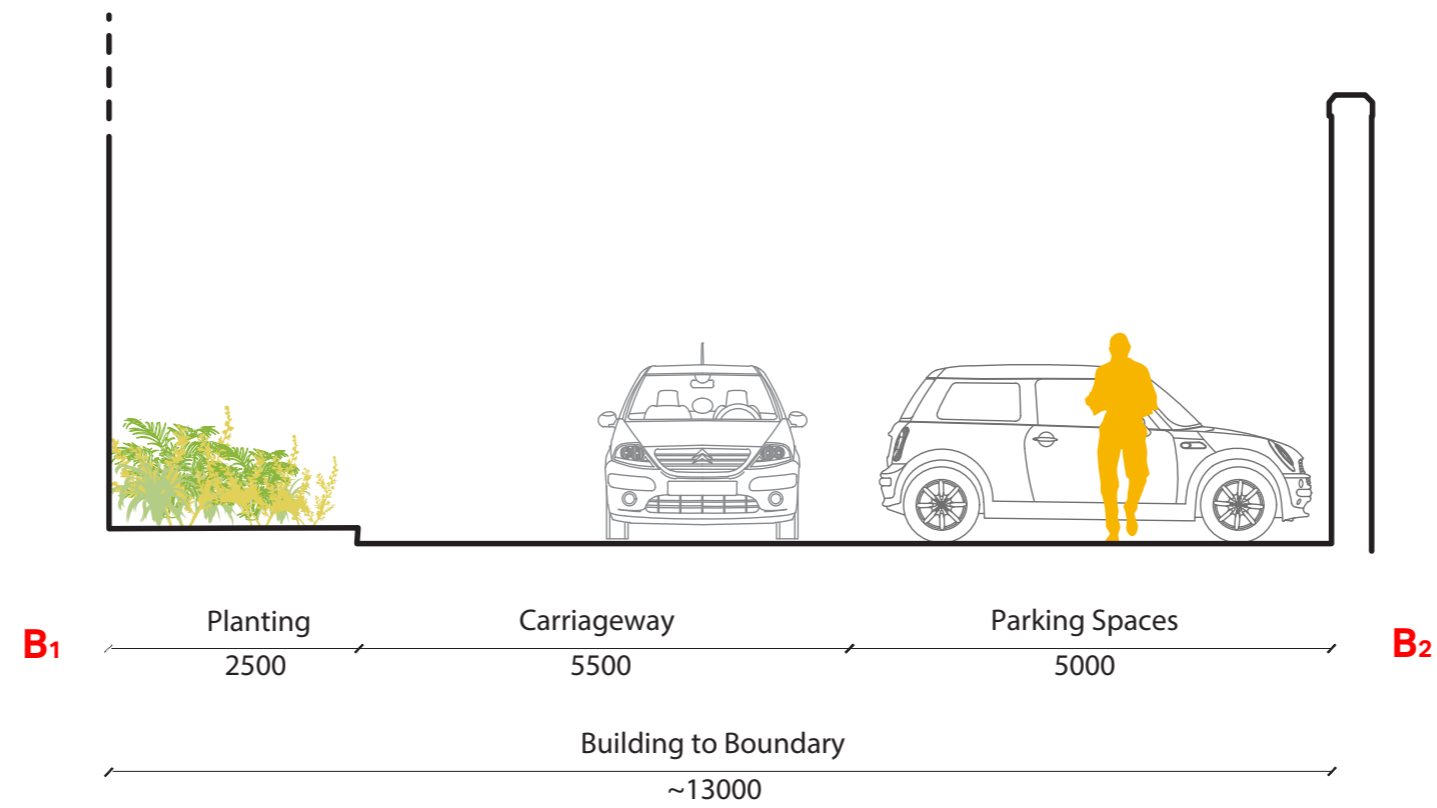 Planting Carriageway Parking Spaces
B1 B2
2500 5500 5000
Building to Boundary
~13000